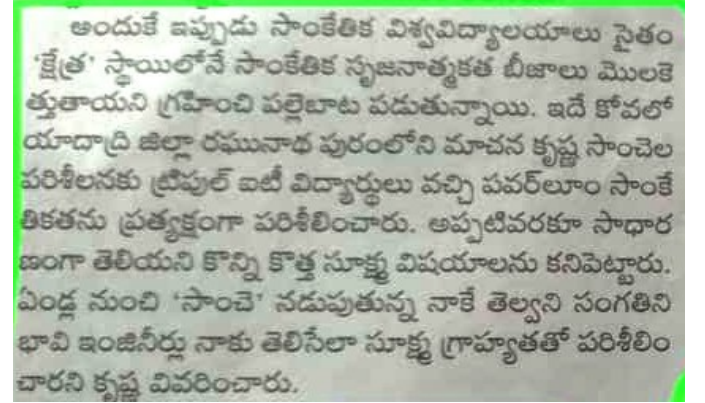 అందుకే ఇప్పుడు సాంకేతిక విశ్వవిద్యాలయాలు సైతం
‘క్షేత్ర’ స్థాయిలోనే సాంకేతిక సృజనాత్మకత బీజాలు మొలకె
త్తుతాయని గ్రహించి పల్లెబాట పడుతున్నాయి. ఇదే కోవలో
యాదాద్రి జిల్లా రఘునాథ పురంలోని మాచన కృష్ణ సాంచెల
పరిశీలనకు ట్రిపుల్ ఐటీ విద్యార్థులు వచ్చి పవర్‌లూం సాంకే
తికతను ప్రత్యక్షంగా పరిశీలించారు. అప్పటివరకూ సాధార
ణంగా తెలియని కొన్ని కొత్త సూక్ష్మ విషయాలను కనిపెట్టారు.
ఏండ్ల నుంచి ‘సాంచె’ నడుపుతున్న నాకే తెల్వని సంగతిని
భావి ఇంజినీర్లు నాకు తెలిసేలా సూక్ష్మ గ్రాహ్యతతో పరిశీలిం
చారని కృష్ణ వివరించారు.